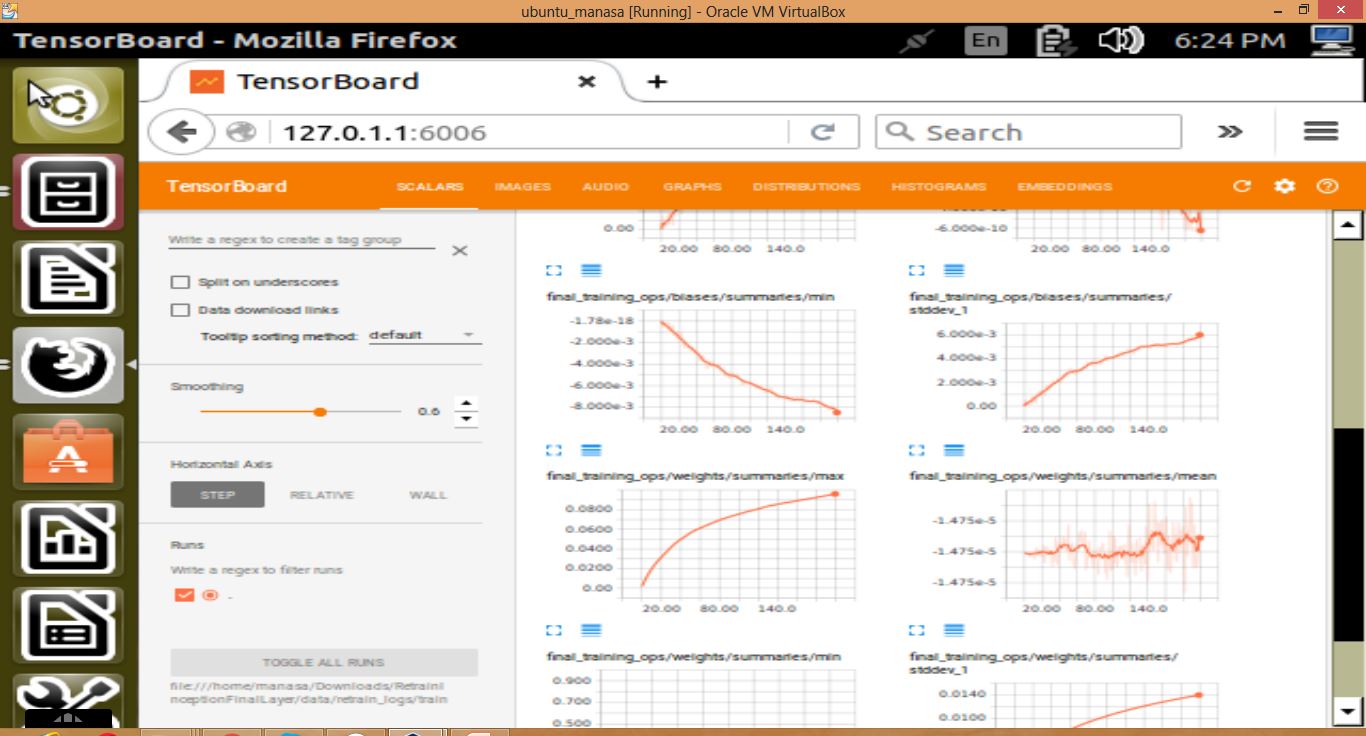 ubuntu_manasa [Running] - Oracle VM VirtualBox
TensorBoard - Mozilla Firefox
En
6:24 PM
TensorBoard
127.0.1.1:6006
Search
TensorBoard
SCALARS
IMAGES
AUDIO
GRAPHS
DISTRIBUTIONS
HISTOGRAMS
EMBEDDINGS
Write a regex to create a tag group
Split on underscores
Data download links
Tooltip sorting method: default
Smoothing
0.6
Horizontal Axis
STEP
RELATIVE
WALL
Runs
Write a regex to filter runs
.
TOGGLE ALL RUNS
file:///home/manasa/Downloads/RetrainI
nceptionFinalLayer/data/retrain_logs/train
0.00
20.00 80.00 140.0
-6.000e-10
20.00 80.00 140.0
final_training_ops/biases/summaries/min
-1.78e-18
-2.000e-3
-4.000e-3
-6.000e-3
-8.000e-3
20.00 80.00 140.0
final_training_ops/biases/summaries/
stddev_1
6.000e-3
4.000e-3
2.000e-3
0.00
20.00 80.00 140.0
final_training_ops/weights/summaries/max
0.0800
0.0600
0.0400
0.0200
0.00
20.00 80.00 140.0
final_training_ops/weights/summaries/mean
-1.475e-5
-1.475e-5
-1.475e-5
20.00 80.00 140.0
final_training_ops/weights/summaries/min
0.900
0.700
0.500
final_training_ops/weights/summaries/
stddev_1
0.0140
0.0100